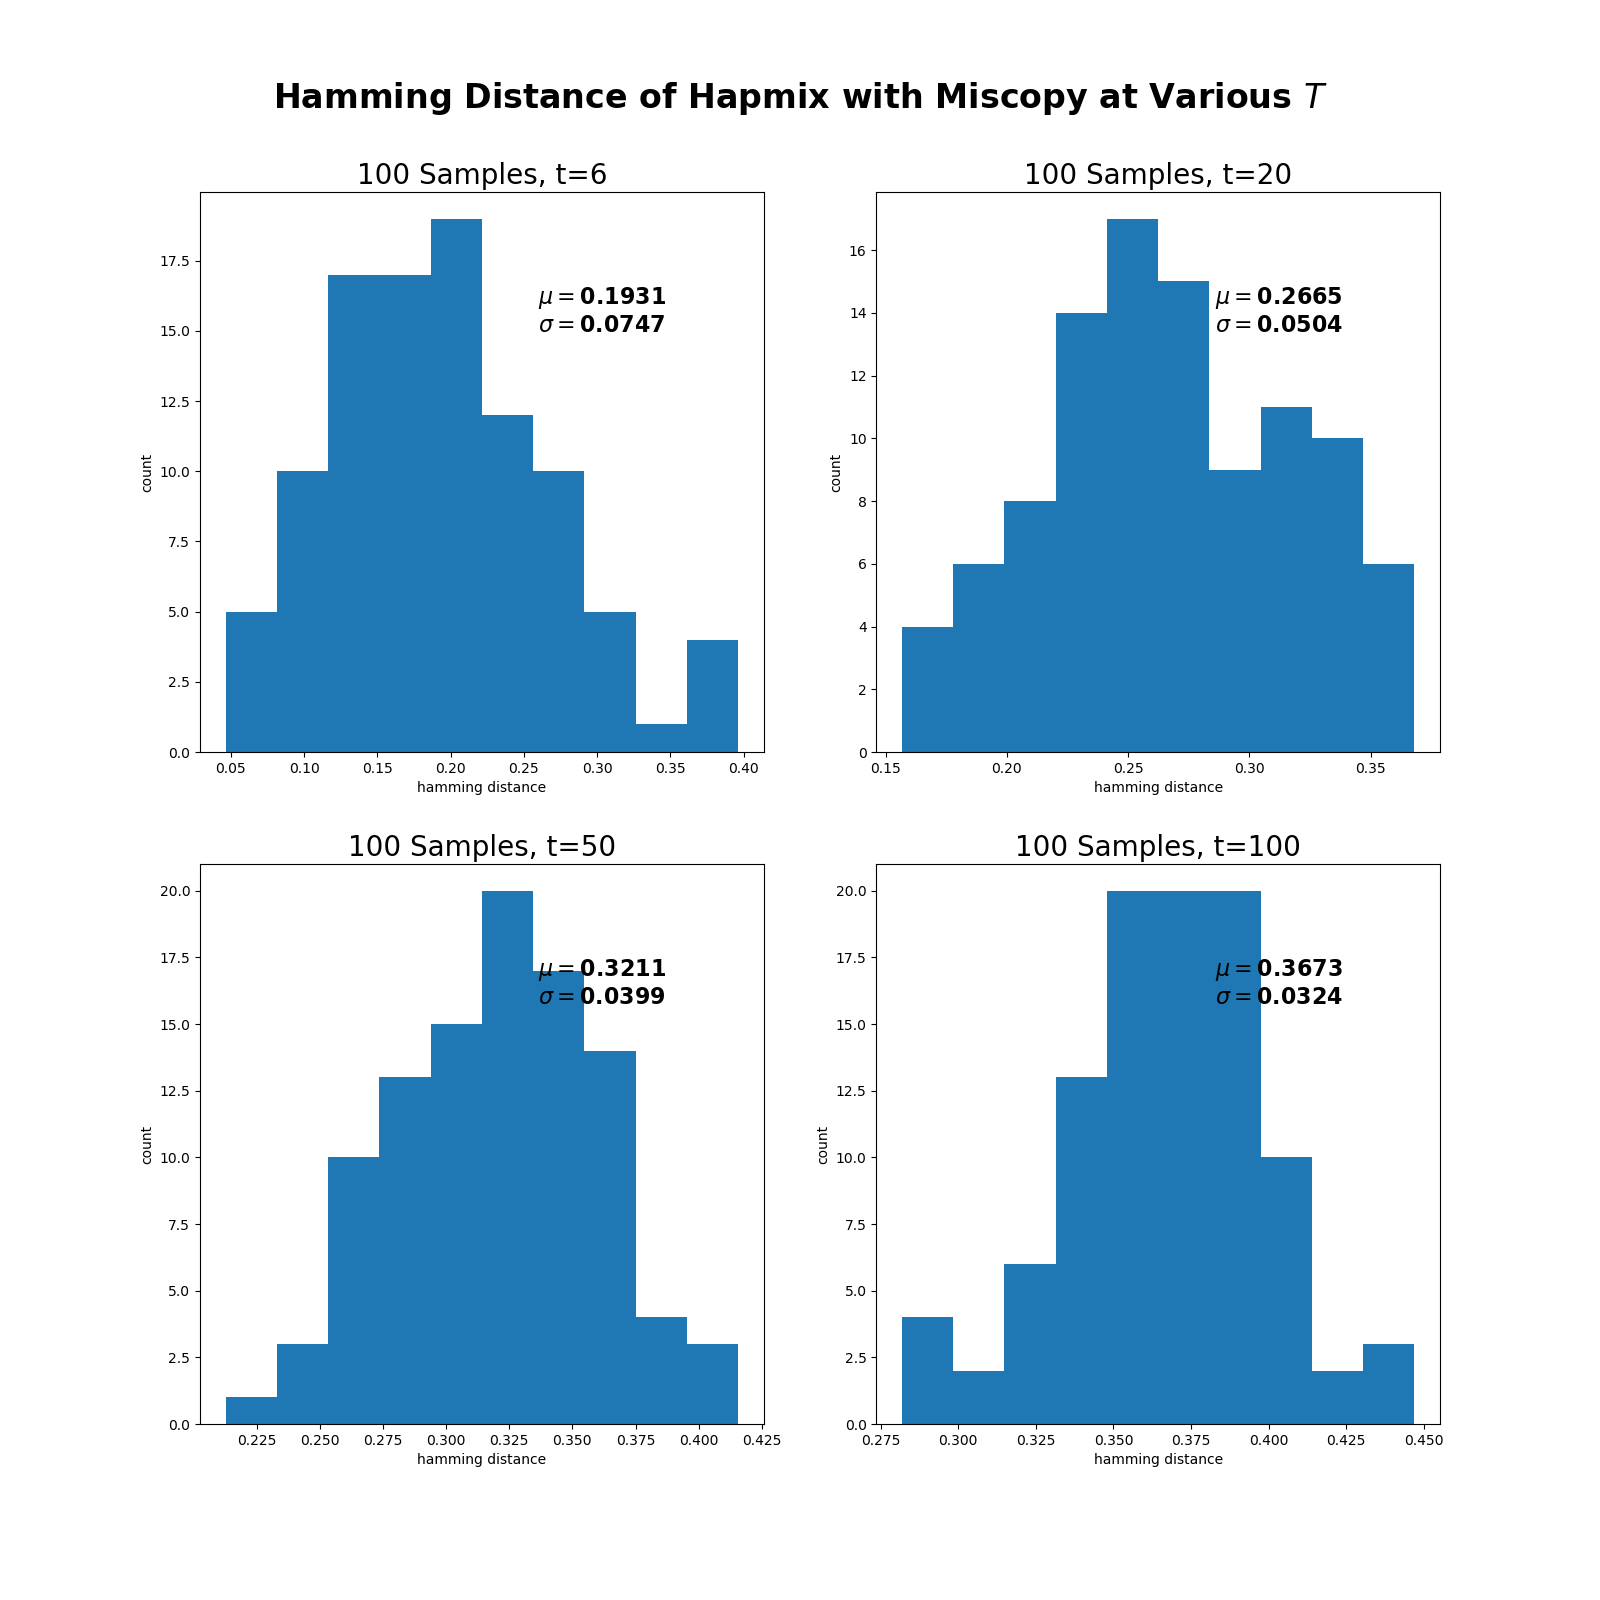 Hamming Distance of Hapmix with Miscopy at Various T
100 Samples, t=6
17.5
15.0
12.5
10.0
7.5
5.0
2.5
0.0
count
μ = 0.1931
σ = 0.0747
0.05 0.10 0.15 0.20 0.25 0.30 0.35 0.40
hamming distance
100 Samples, t=20
16
14
12
10
8
6
4
2
0
count
μ = 0.2665
σ = 0.0504
0.15 0.20 0.25 0.30 0.35
hamming distance
100 Samples, t=50
20.0
17.5
15.0
12.5
10.0
7.5
5.0
2.5
0.0
count
μ = 0.3211
σ = 0.0399
0.225 0.250 0.275 0.300 0.325 0.350 0.375 0.400 0.425
hamming distance
100 Samples, t=100
20.0
17.5
15.0
12.5
10.0
7.5
5.0
2.5
0.0
count
μ = 0.3673
σ = 0.0324
0.275 0.300 0.325 0.350 0.375 0.400 0.425 0.450
hamming distance